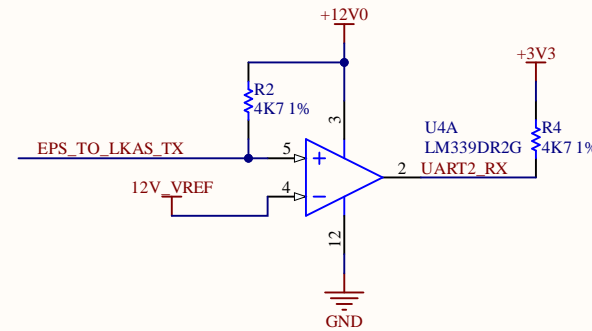 +12V0
+3V3
R2
4K7 1%
3
U4A
LM339DR2G
R4
4K7 1%
EPS_TO_LKAS_TX
5
+
2
UART2_RX
12V_VREF
4
−
12
GND